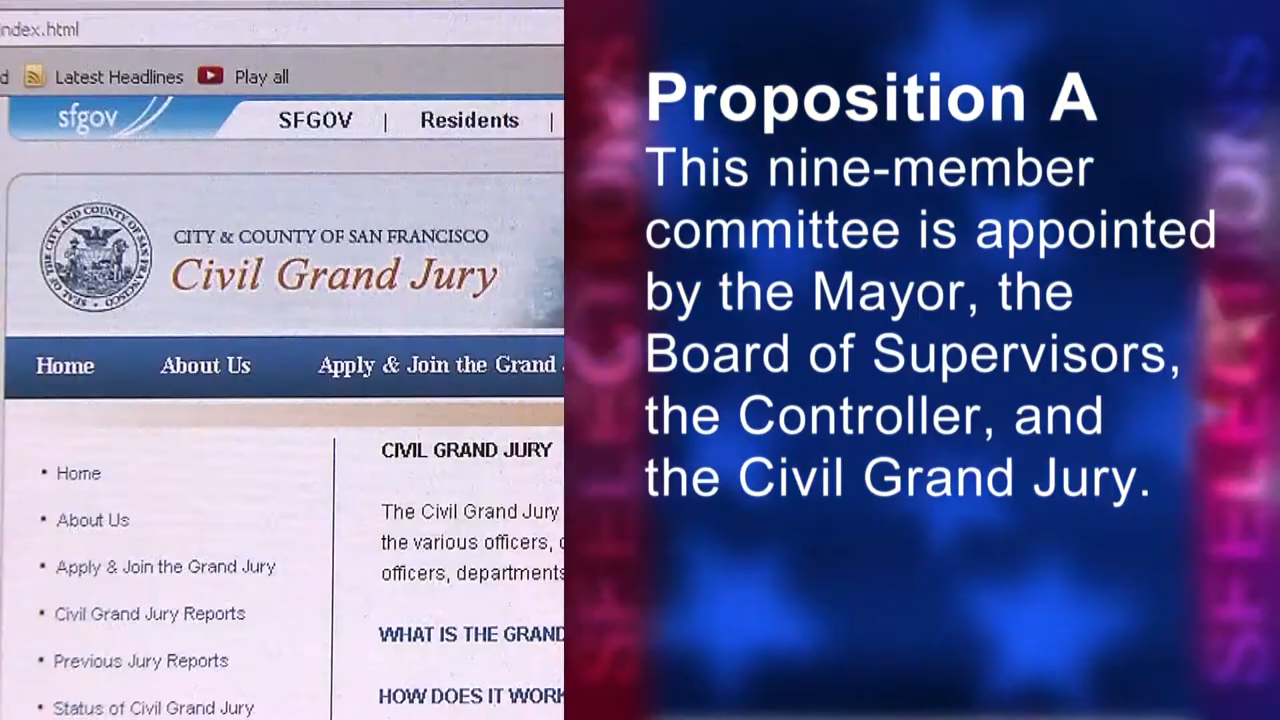 index.html
Latest Headlines Play all
sfgov SFGOV | Residents |
CITY & COUNTY OF SAN FRANCISCO
Civil Grand Jury
Home About Us Apply & Join the Grand
• Home
• About Us
• Apply & Join the Grand Jury
• Civil Grand Jury Reports
• Previous Jury Reports
• Status of Civil Grand Jury
CIVIL GRAND JURY
The Civil Grand Jury
the various officers,
officers, departments
WHAT IS THE GRAND
HOW DOES IT WORK
Proposition A
This nine-member
committee is appointed
by the Mayor, the
Board of Supervisors,
the Controller, and
the Civil Grand Jury.